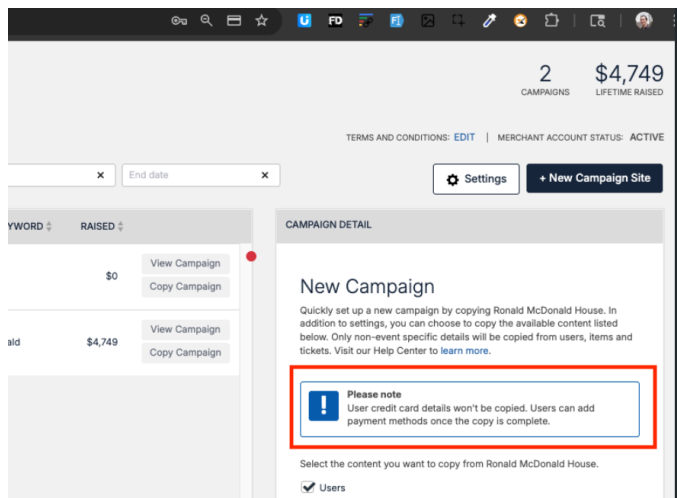 FD
2 $4,749
CAMPAIGNS LIFETIME RAISED
TERMS AND CONDITIONS: EDIT | MERCHANT ACCOUNT STATUS: ACTIVE
End date
Settings
+ New Campaign Site
YWORD RAISED
CAMPAIGN DETAIL
$0
View Campaign
Copy Campaign
ald $4,749
View Campaign
Copy Campaign
New Campaign
Quickly set up a new campaign by copying Ronald McDonald House. In
addition to settings, you can choose to copy the available content listed
below. Only non-event specific details will be copied from users, items and
tickets. Visit our Help Center to learn more.
Please note
User credit card details won't be copied. Users can add
payment methods once the copy is complete.
Select the content you want to copy from Ronald McDonald House.
Users